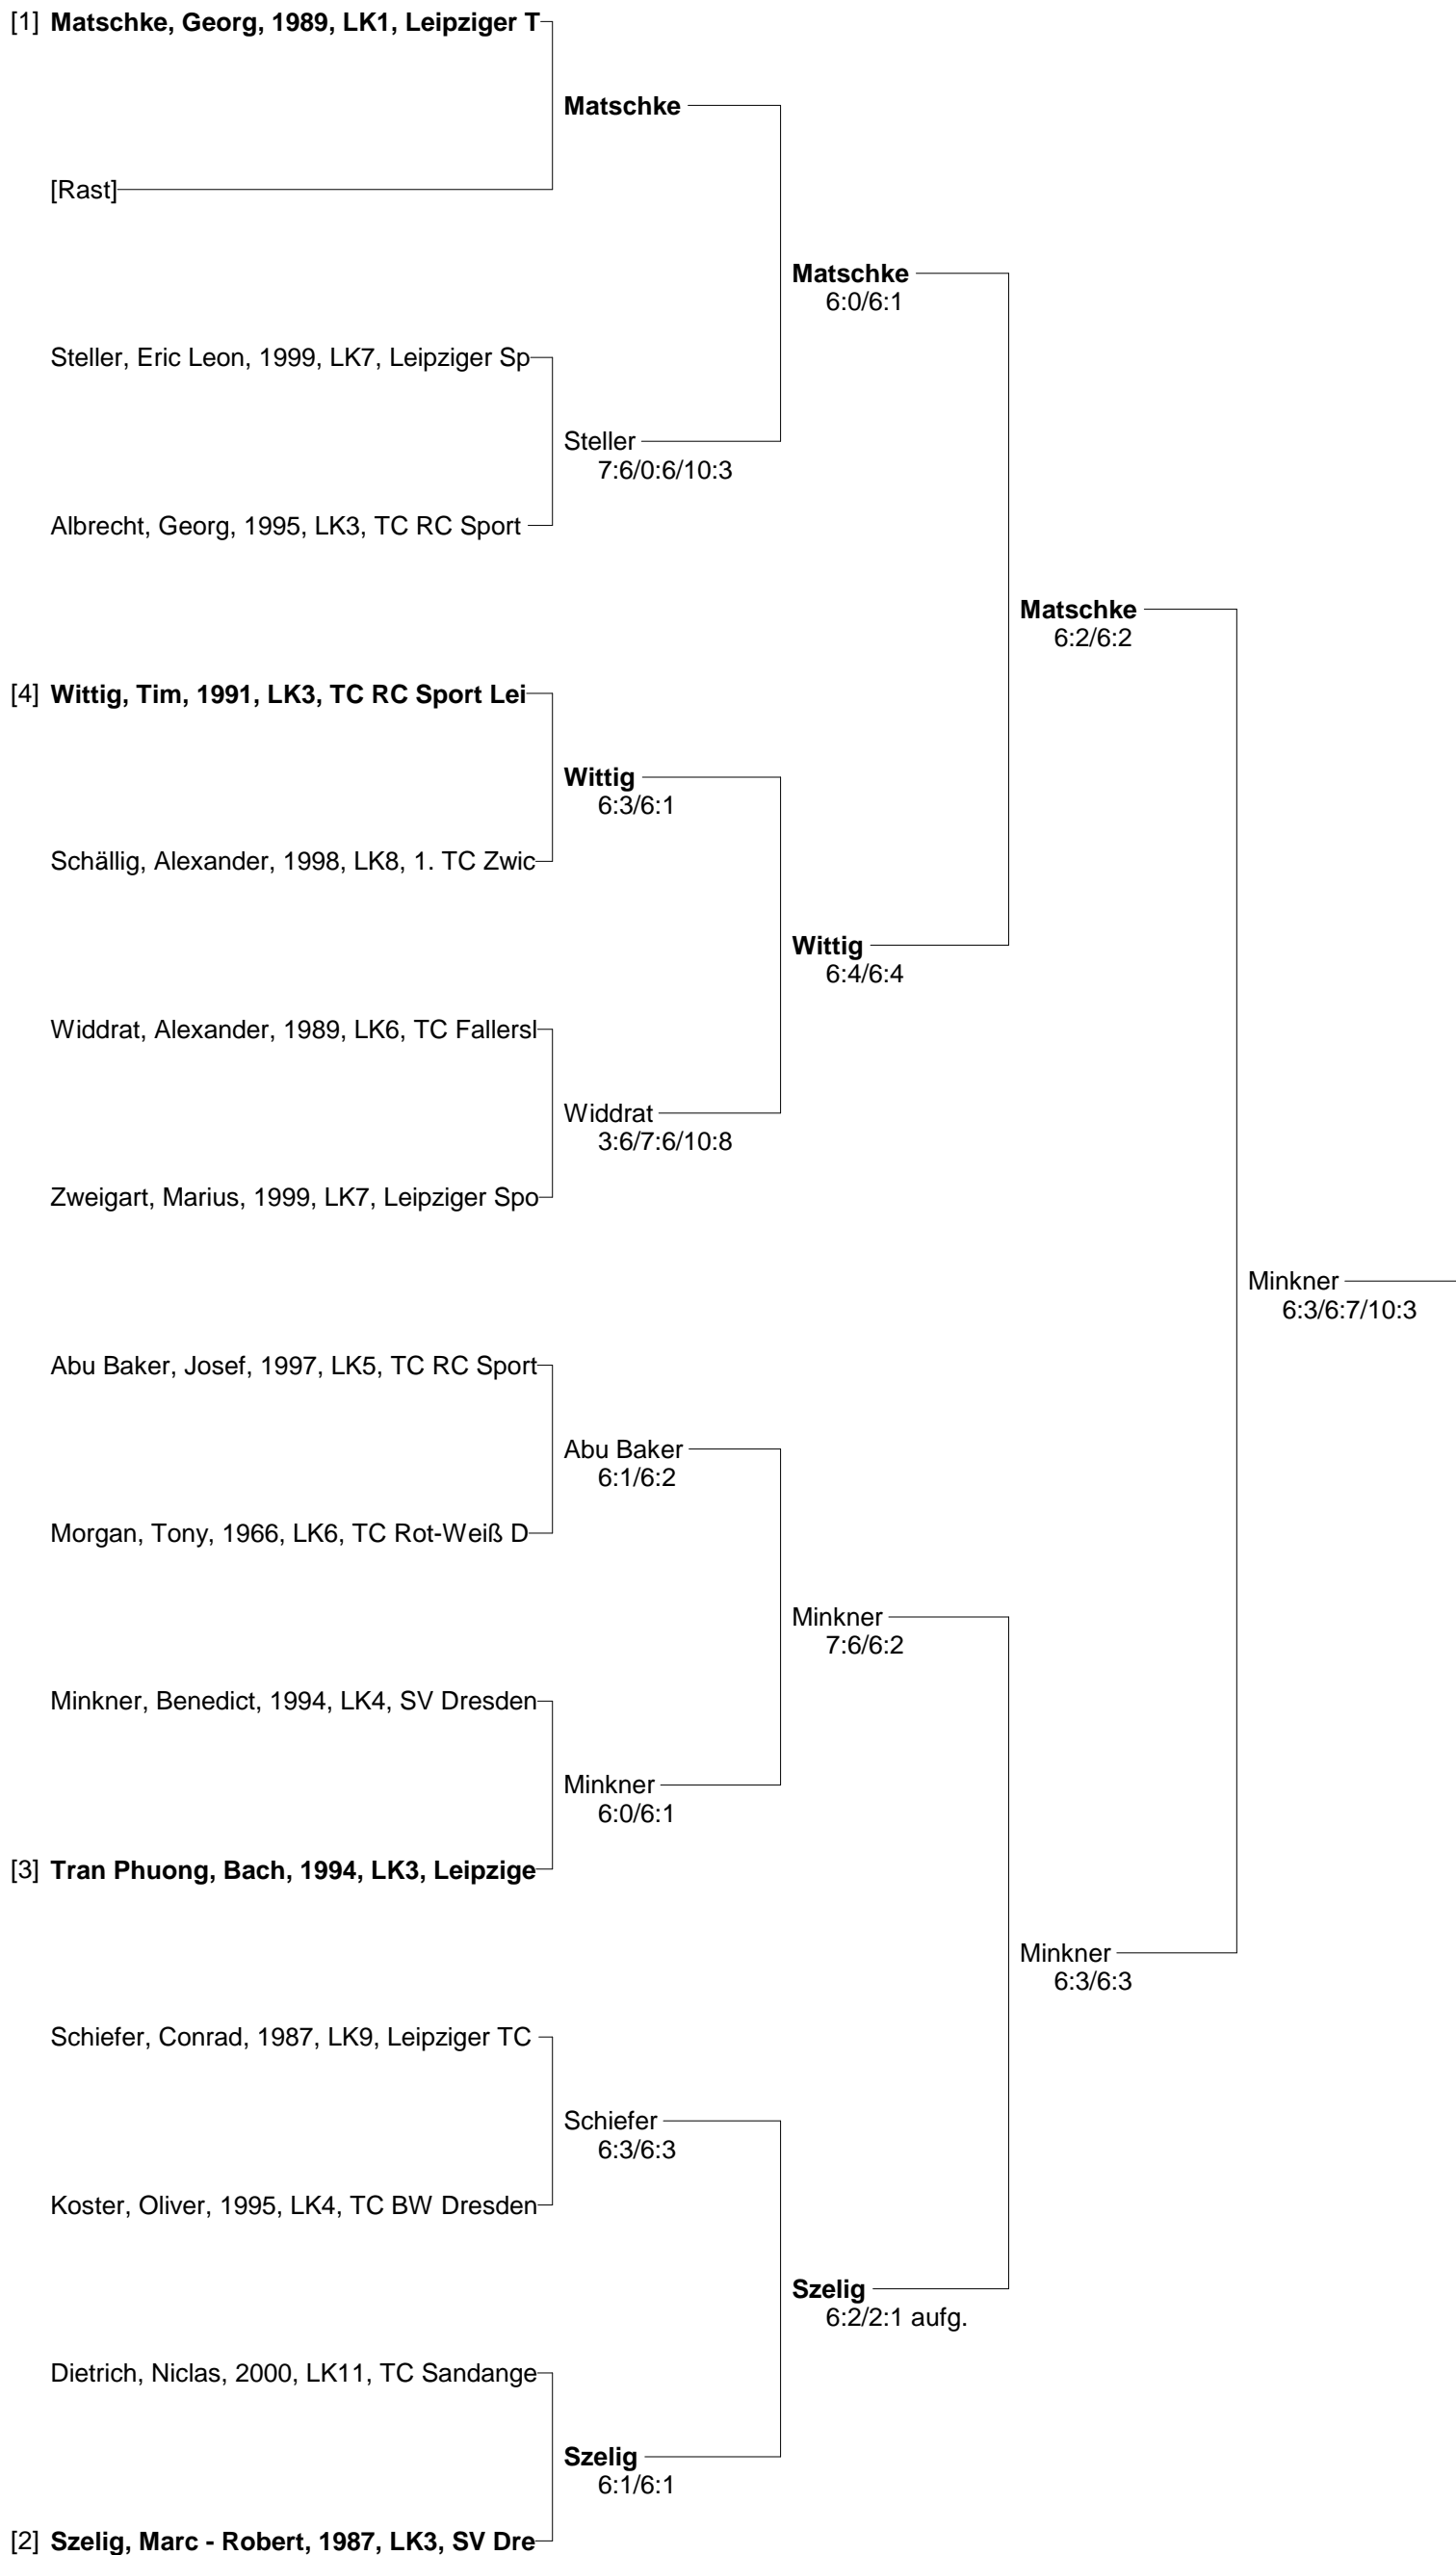 [1] Matschke, Georg, 1989, LK1, Leipziger T
Matschke
[Rast]
Matschke
6:0/6:1
Steller, Eric Leon, 1999, LK7, Leipziger Sp
Steller
7:6/0:6/10:3
Albrecht, Georg, 1995, LK3, TC RC Sport
Matschke
6:2/6:2
[4] Wittig, Tim, 1991, LK3, TC RC Sport Lei
Wittig
6:3/6:1
Schällig, Alexander, 1998, LK8, 1. TC Zwic
Wittig
6:4/6:4
Widdrat, Alexander, 1989, LK6, TC Fallersl
Widdrat
3:6/7:6/10:8
Zweigart, Marius, 1999, LK7, Leipziger Spo
Minkner
6:3/6:7/10:3
Abu Baker, Josef, 1997, LK5, TC RC Sport
Abu Baker
6:1/6:2
Morgan, Tony, 1966, LK6, TC Rot-Weiß D
Minkner
7:6/6:2
Minkner, Benedict, 1994, LK4, SV Dresden
Minkner
6:0/6:1
[3] Tran Phuong, Bach, 1994, LK3, Leipzige
Minkner
6:3/6:3
Schiefer, Conrad, 1987, LK9, Leipziger TC
Schiefer
6:3/6:3
Koster, Oliver, 1995, LK4, TC BW Dresden
Szelig
6:2/2:1 aufg.
Dietrich, Niclas, 2000, LK11, TC Sandange
Szelig
6:1/6:1
[2] Szelig, Marc - Robert, 1987, LK3, SV Dre